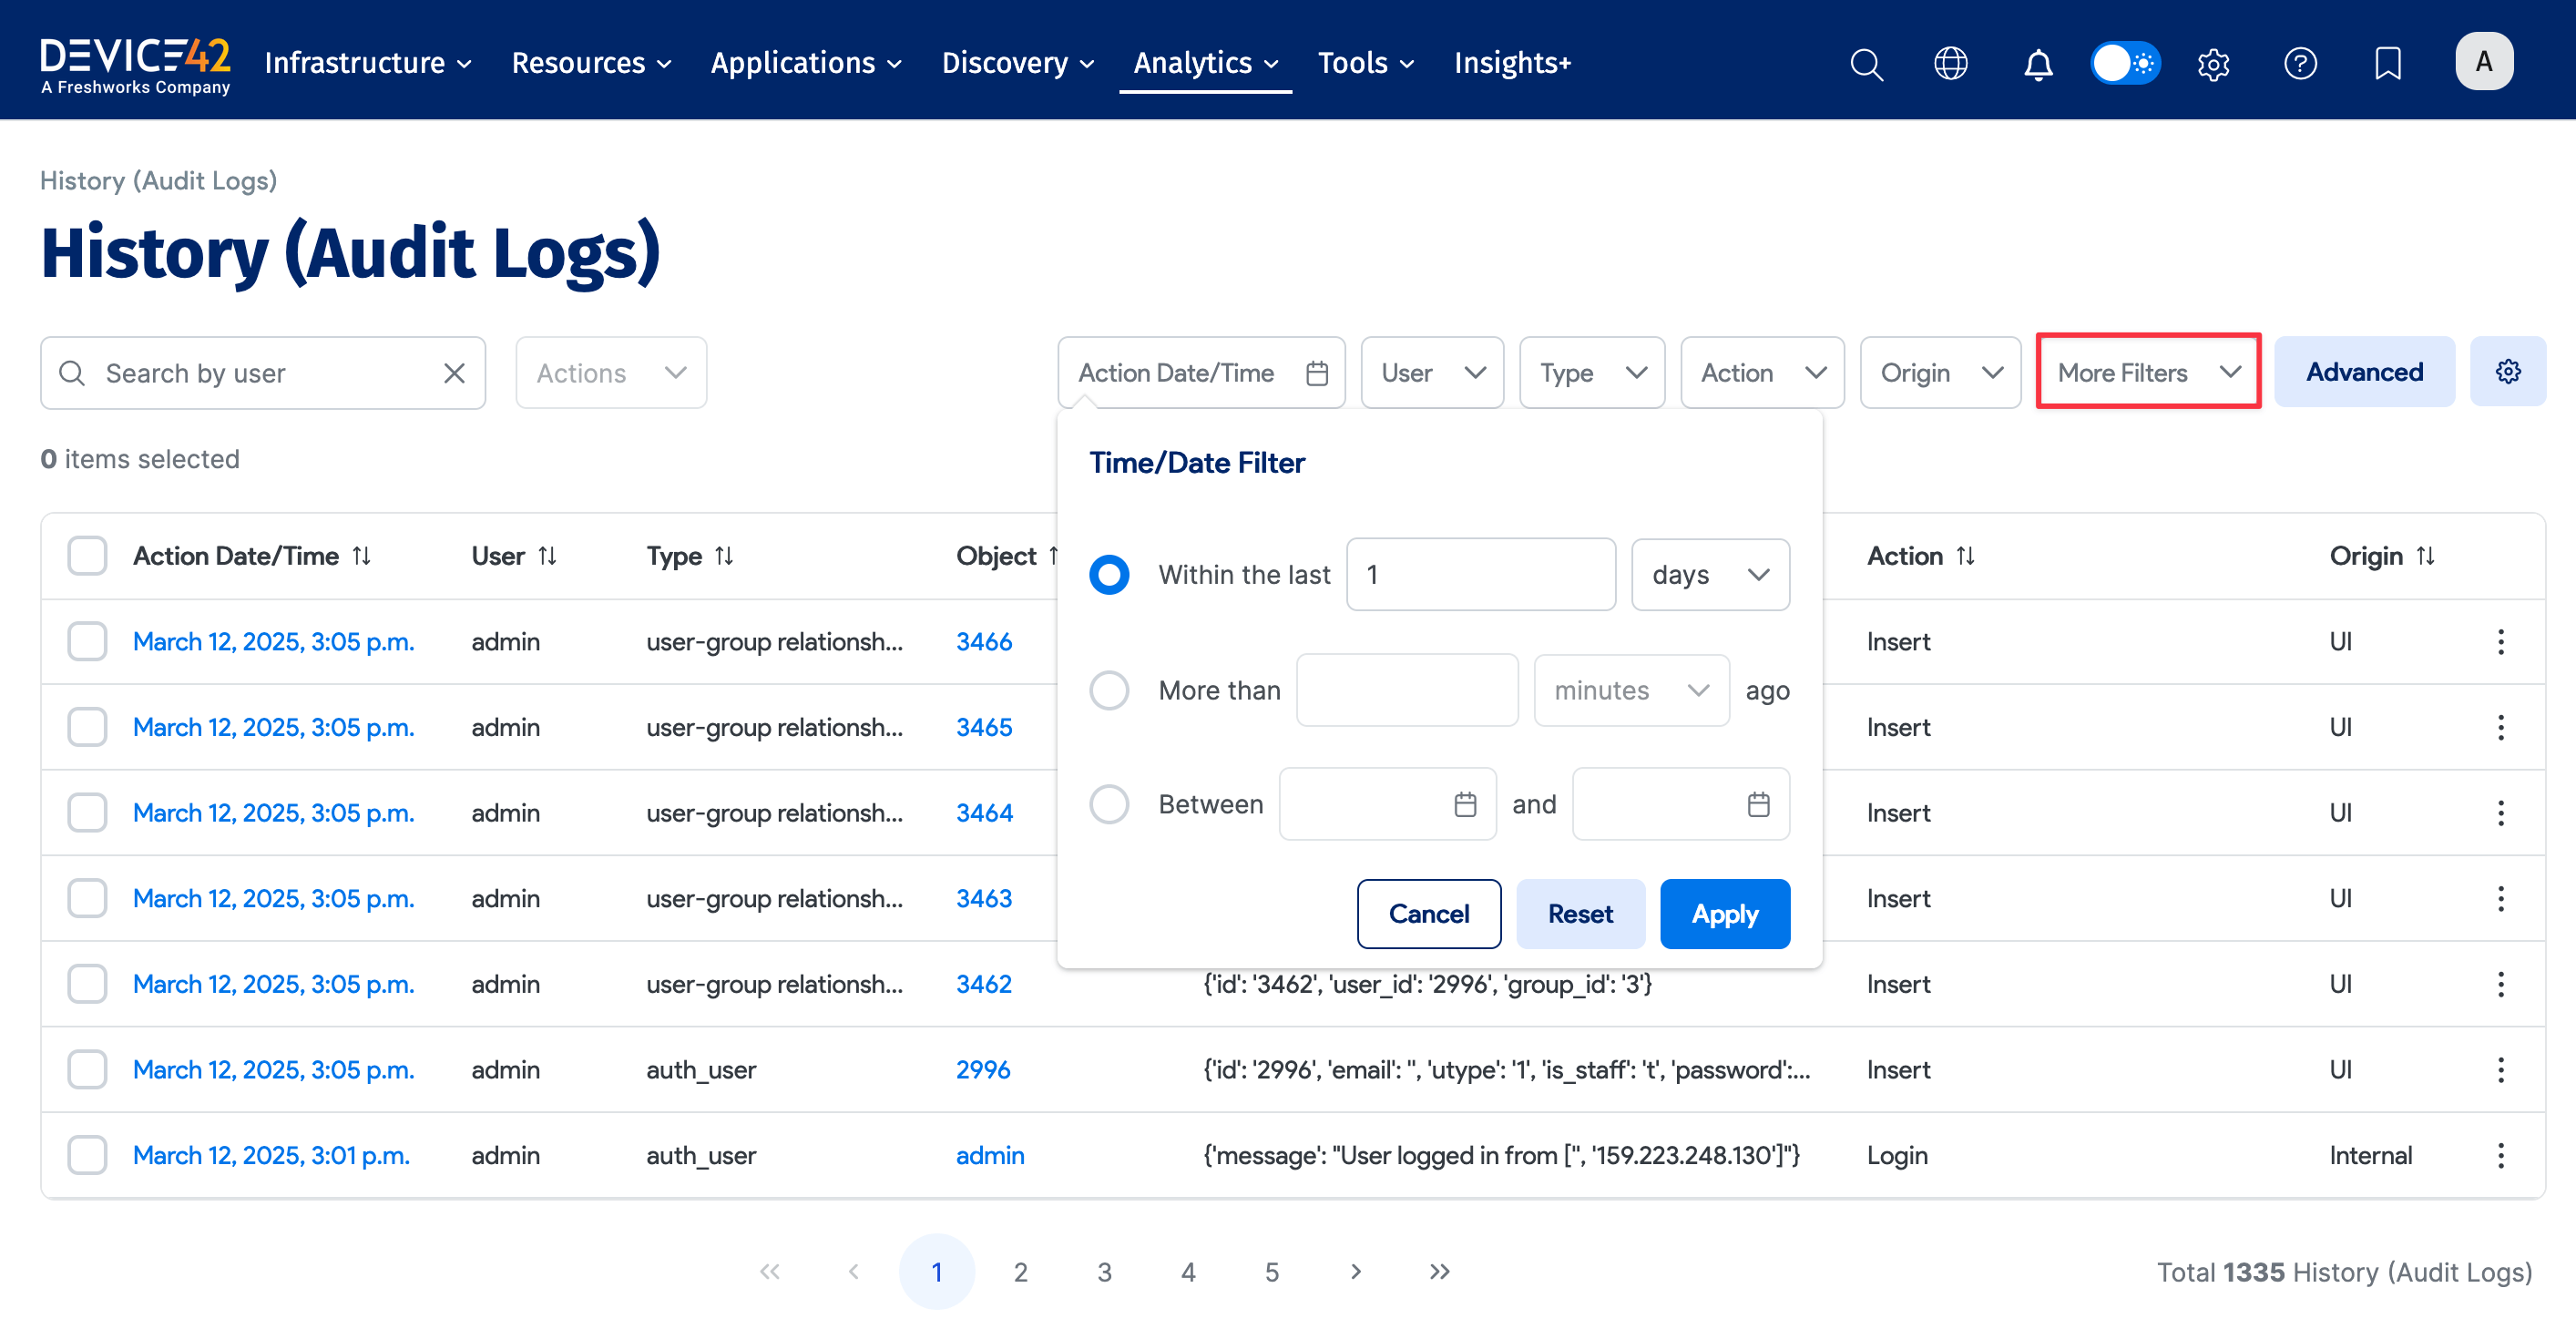 DEVICE42
A Freshworks Company
Infrastructure Resources Applications Discovery Analytics Tools Insights+ A
History (Audit Logs)
History (Audit Logs)
Search by user Actions Action Date/Time User Type Action Origin More Filters Advanced
0 items selected
Time/Date Filter
Within the last 1 days
More than minutes ago
Between and
Cancel Reset Apply
Action Date/Time User Type Object Action Origin
March 12, 2025, 3:05 p.m. admin user-group relationsh... 3466 Insert UI
March 12, 2025, 3:05 p.m. admin user-group relationsh... 3465 Insert UI
March 12, 2025, 3:05 p.m. admin user-group relationsh... 3464 Insert UI
March 12, 2025, 3:05 p.m. admin user-group relationsh... 3463 Insert UI
March 12, 2025, 3:05 p.m. admin user-group relationsh... 3462 {'id': '3462', 'user_id': '2996', 'group_id': '3'} Insert UI
March 12, 2025, 3:05 p.m. admin auth_user 2996 {'id': '2996', 'email': '', 'utype': '1', 'is_staff': 't', 'password':... Insert UI
March 12, 2025, 3:01 p.m. admin auth_user admin {'message': "User logged in from ['', '159.223.248.130']"} Login Internal
1 2 3 4 5
Total 1335 History (Audit Logs)